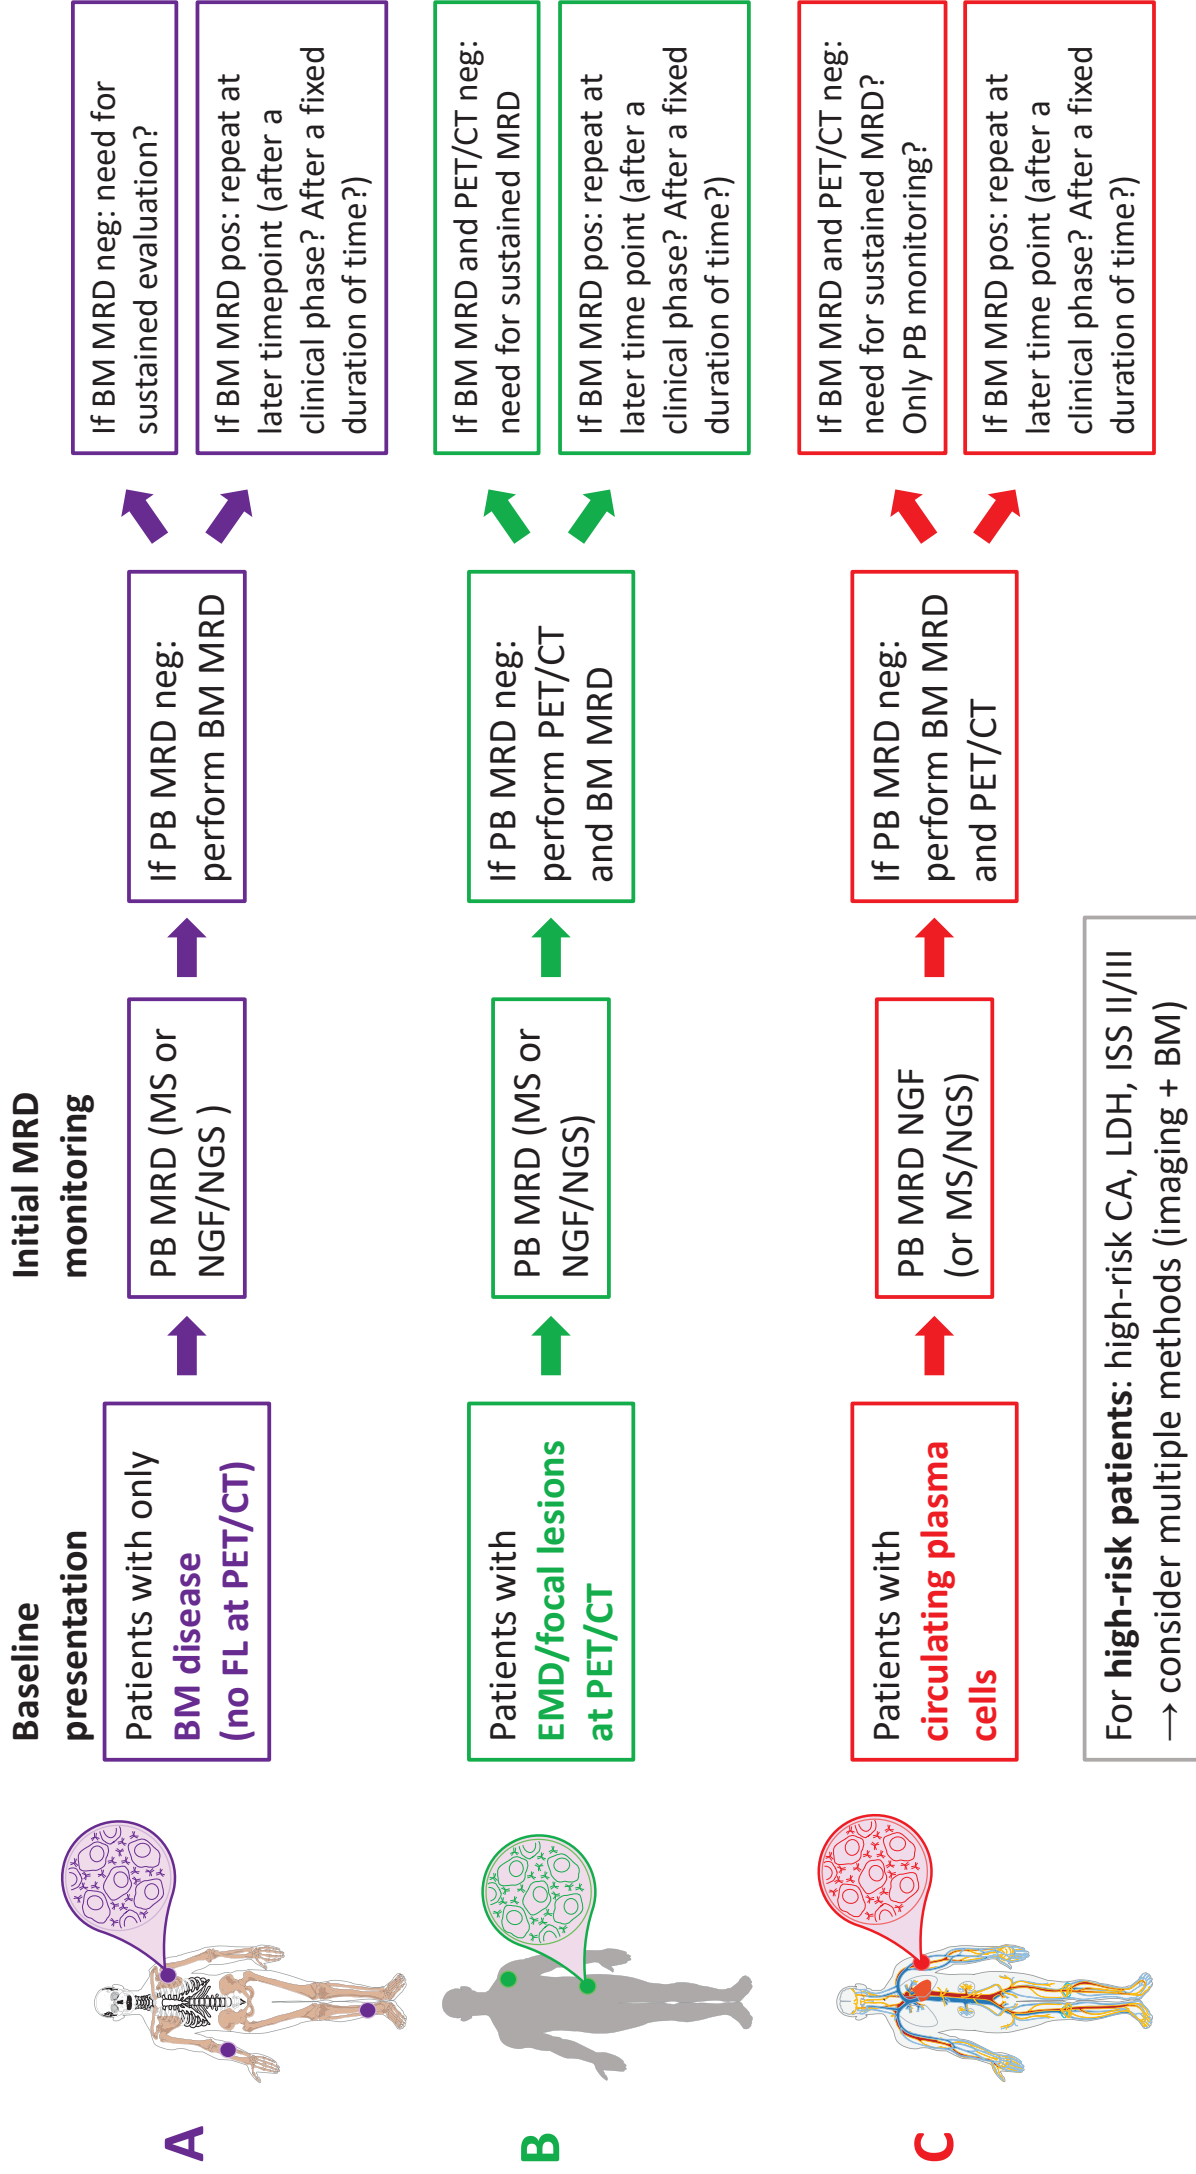 Baseline
presentation
Initial MRD
monitoring
A
Patients with only
BM disease
(no FL at PET/CT)
PB MRD (MS or
NGF/NGS )
If PB MRD neg:
perform BM MRD
If BM MRD neg: need for
sustained evaluation?
If BM MRD pos: repeat at
later timepoint (after a
clinical phase? After a fixed
duration of time?)
B
Patients with
EMD/focal lesions
at PET/CT
PB MRD (MS or
NGF/NGS)
If PB MRD neg:
perform PET/CT
and BM MRD
If BM MRD and PET/CT neg:
need for sustained MRD
If BM MRD pos: repeat at
later time point (after a
clinical phase? After a fixed
duration of time?)
C
Patients with
circulating plasma
cells
PB MRD NGF
(or MS/NGS)
If PB MRD neg:
perform BM MRD
and PET/CT
If BM MRD and PET/CT neg:
need for sustained MRD?
Only PB monitoring?
If BM MRD pos: repeat at
later time point (after a
clinical phase? After a fixed
duration of time?)
For high-risk patients: high-risk CA, LDH, ISS II/III
→ consider multiple methods (imaging + BM)